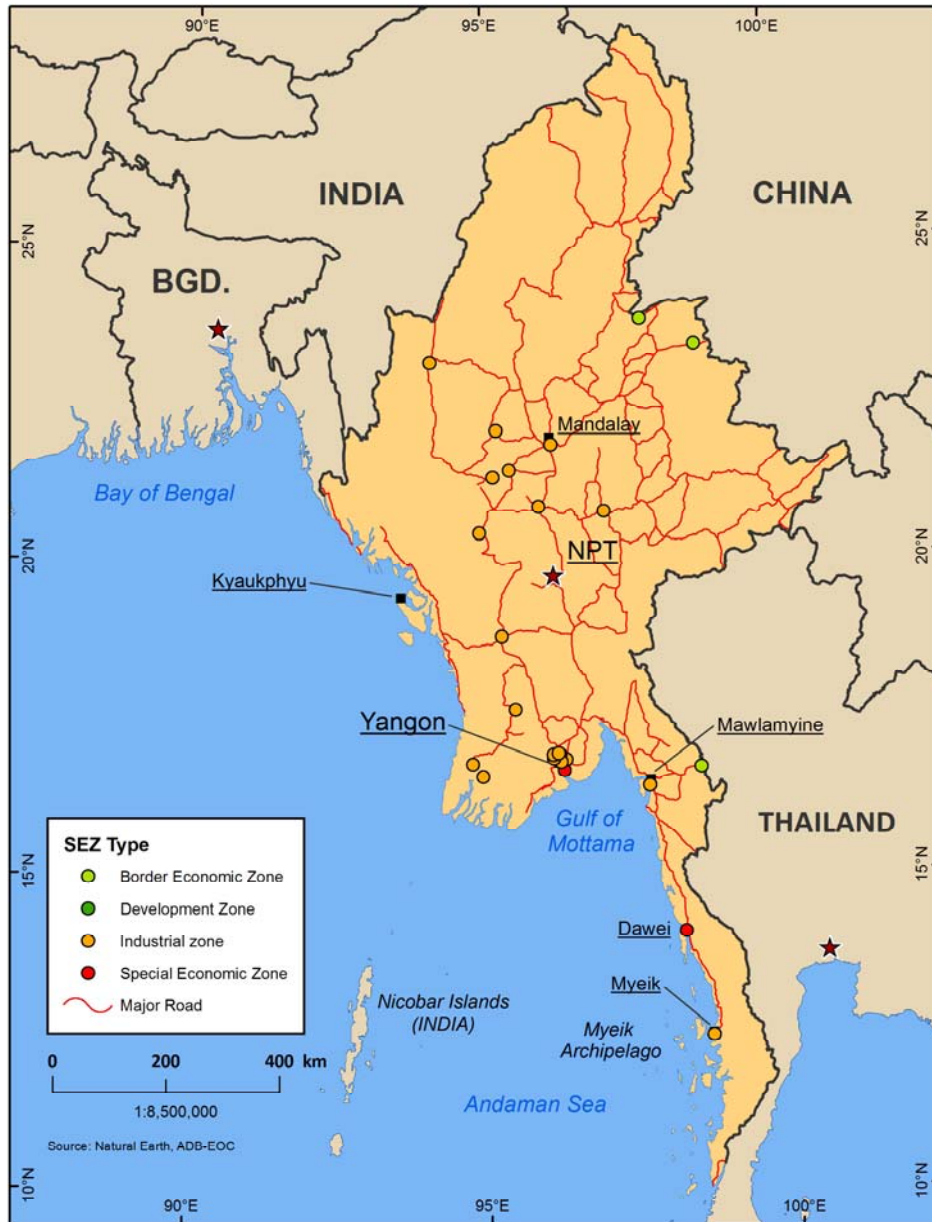 90°E
95°E
100°E
INDIA
CHINA
25°N
25°N
BGD.
Mandalay
Bay of Bengal
20°N
20°N
NPT
Kyaukphyu
Yangon
Mawlamyine
Gulf of
Mottama
THAILAND
SEZ Type
Border Economic Zone
Development Zone
Industrial zone
Special Economic Zone
Major Road
15°N
15°N
Dawei
Myeik
Nicobar Islands
(INDIA)
Myeik
Archipelago
0 200 400 km
1:8,500,000
Andaman Sea
Source: Natural Earth, ADB-EOC
10°N
10°N
90°E
95°E
100°E